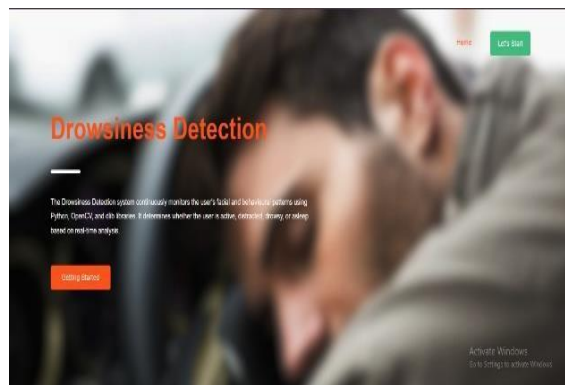 Home
Let's Start
Drowsiness Detection
The Drowsiness Detection system continuously monitors the user's facial and behavioural patterns using
Python, OpenCV, and dlib libraries. It determines whether the user is active, distracted, drowsy, or asleep
based on real-time analysis.
Getting Started
Activate Windows
Go to Settings to activate Windows.